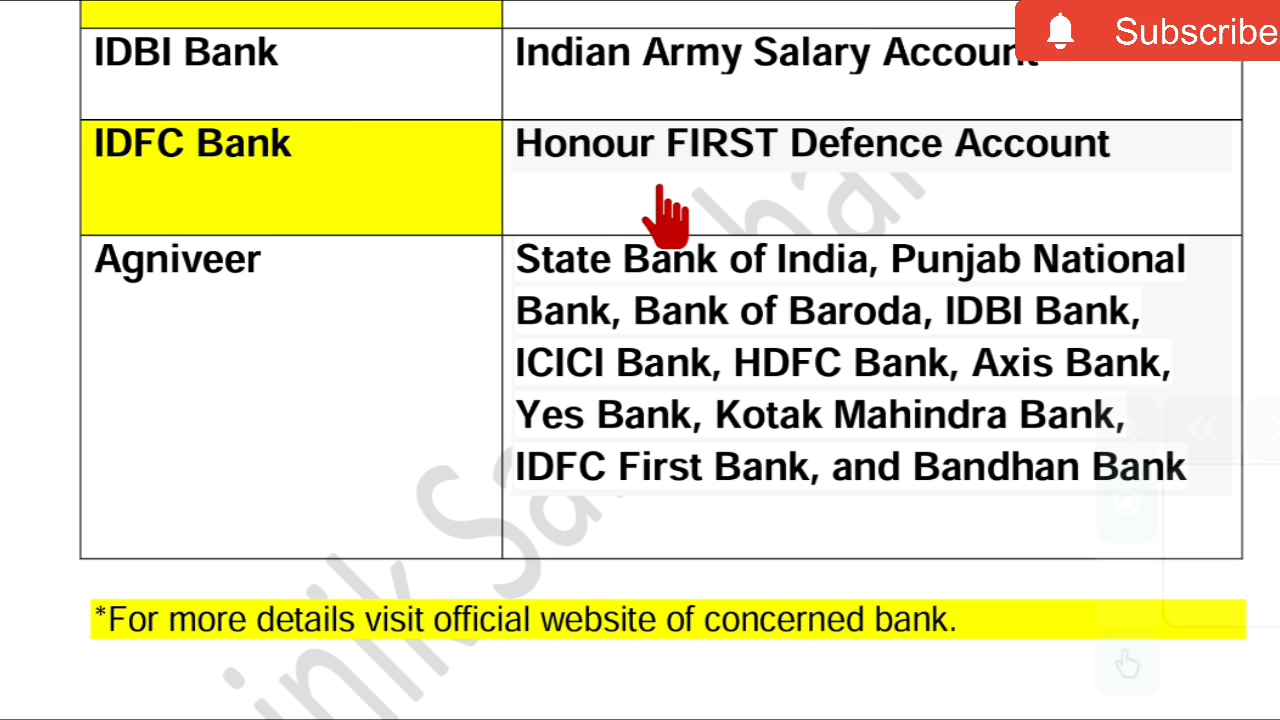 Subscribe
IDBI Bank
Indian Army Salary Account
IDFC Bank
Honour FIRST Defence Account
Agniveer
State Bank of India, Punjab National
Bank, Bank of Baroda, IDBI Bank,
ICICI Bank, HDFC Bank, Axis Bank,
Yes Bank, Kotak Mahindra Bank,
IDFC First Bank, and Bandhan Bank
*For more details visit official website of concerned bank.